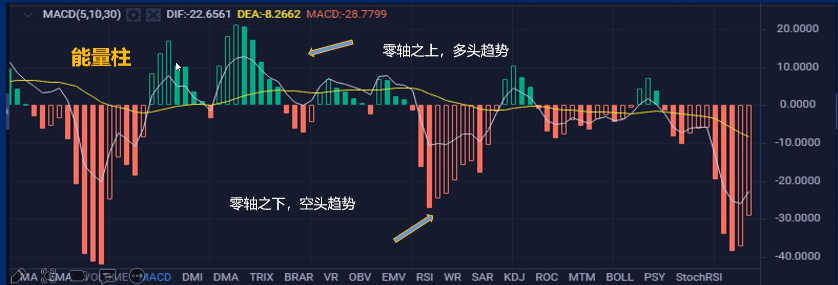 MACD(5,10,30) DIF:-22.6561 DEA:-8.2662 MACD:-28.7799
20.0000
能量柱
零轴之上，多头趋势
10.0000
0.0000
-10.0000
-20.0000
零轴之下，空头趋势
-30.0000
-40.0000
MA EMA VOLUME MACD DMI DMA TRIX BRAR VR OBV EMV RSI WR SAR KDJ ROC MTM BOLL PSY StochRSI